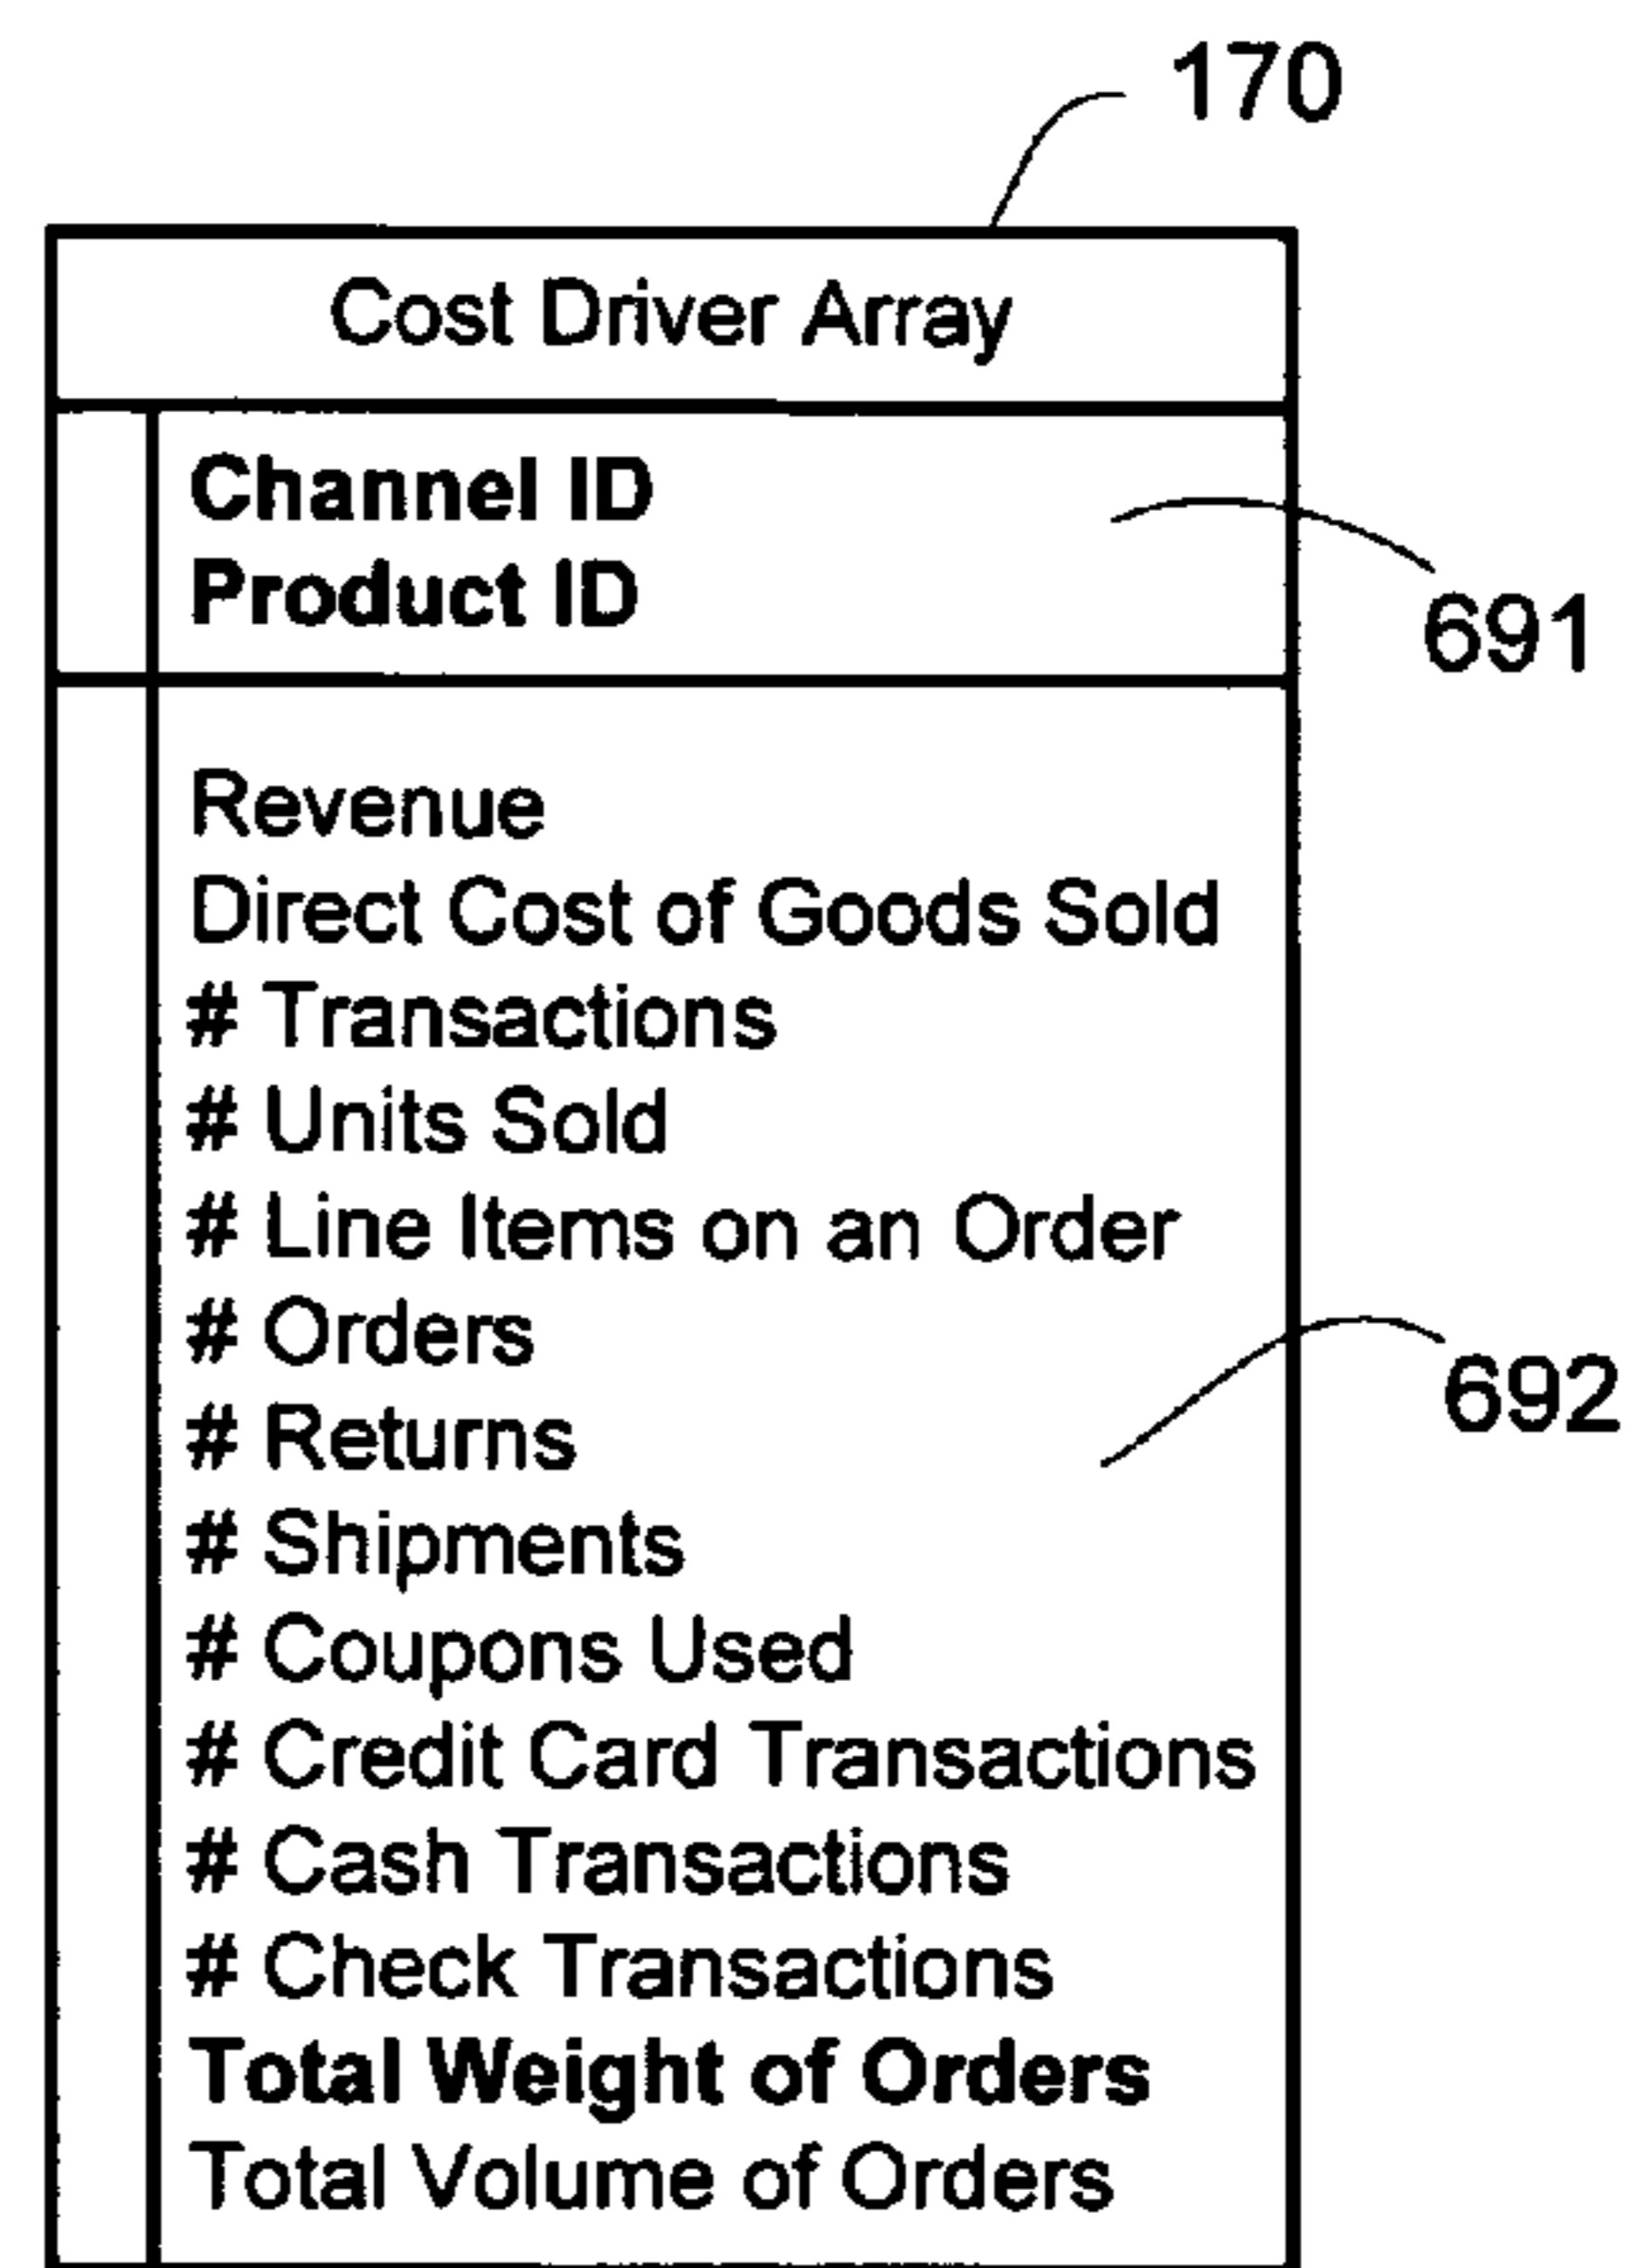 170
Cost Driver Array
Channel ID
Product ID
691
Revenue
Direct Cost of Goods Sold
# Transactions
# Units Sold
# Line Items on an Order
# Orders
692
# Returns
# Shipments
# Coupons Used
# Credit Card Transactions
# Cash Transactions
# Check Transactions
Total Weight of Orders
Total Volume of Orders